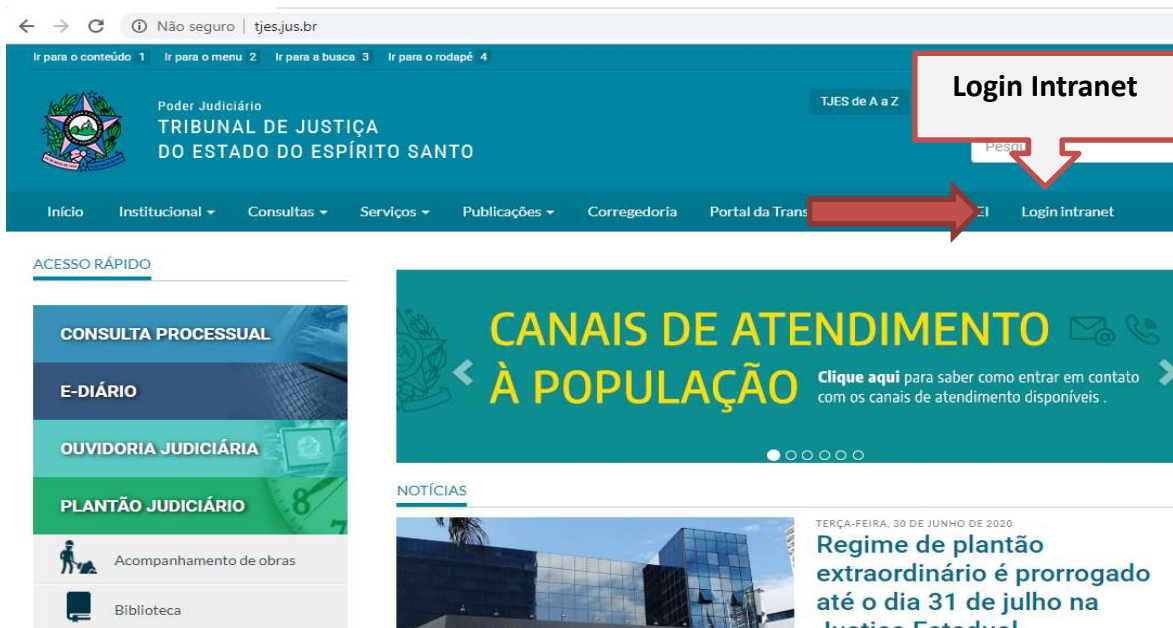 Não seguro | tjes.jus.br
Ir para o conteúdo 1 Ir para o menu 2 Ir para a busca 3 Ir para o rodapé 4
Poder Judiciário
TRIBUNAL DE JUSTIÇA
DO ESTADO DO ESPÍRITO SANTO
TJES de A a Z
Login Intranet
Início Institucional Consultas Serviços Publicações Corregedoria Portal da Login intranet
ACESSO RÁPIDO
CONSULTA PROCESSUAL
E-DIÁRIO
OUVIDORIA JUDICIÁRIA
PLANTÃO JUDICIÁRIO
Acompanhamento de obras
Biblioteca
CANAIS DE ATENDIMENTO
À POPULAÇÃO
Clique aqui para saber como entrar em contato
com os canais de atendimento disponíveis .
NOTÍCIAS
TERÇA-FEIRA, 30 DE JUNHO DE 2020
Regime de plantão
extraordinário é prorrogado
até o dia 31 de julho na
Justiça Estadual